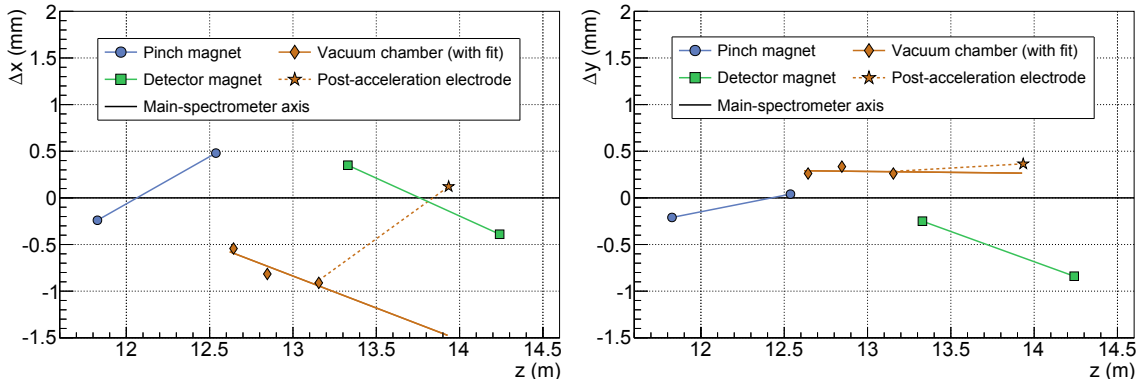 Δx (mm)
2
1.5
1
0.5
0
-0.5
-1
-1.5
Pinch magnet
Vacuum chamber (with fit)
Detector magnet
Post-acceleration electrode
Main-spectrometer axis
12 12.5 13 13.5 14 14.5
z (m)
Δy (mm)
2
1.5
1
0.5
0
-0.5
-1
-1.5
Pinch magnet
Vacuum chamber (with fit)
Detector magnet
Post-acceleration electrode
Main-spectrometer axis
12 12.5 13 13.5 14 14.5
z (m)